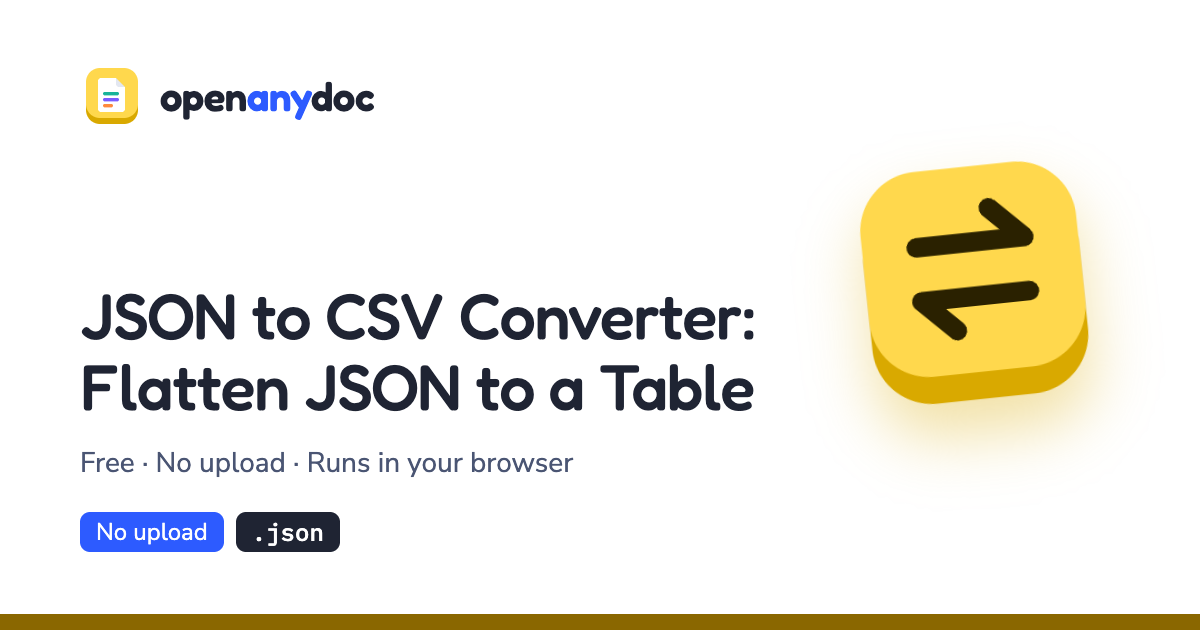 openanydoc
JSON to CSV Converter:
Flatten JSON to a Table
Free · No upload · Runs in your browser
No upload
.json